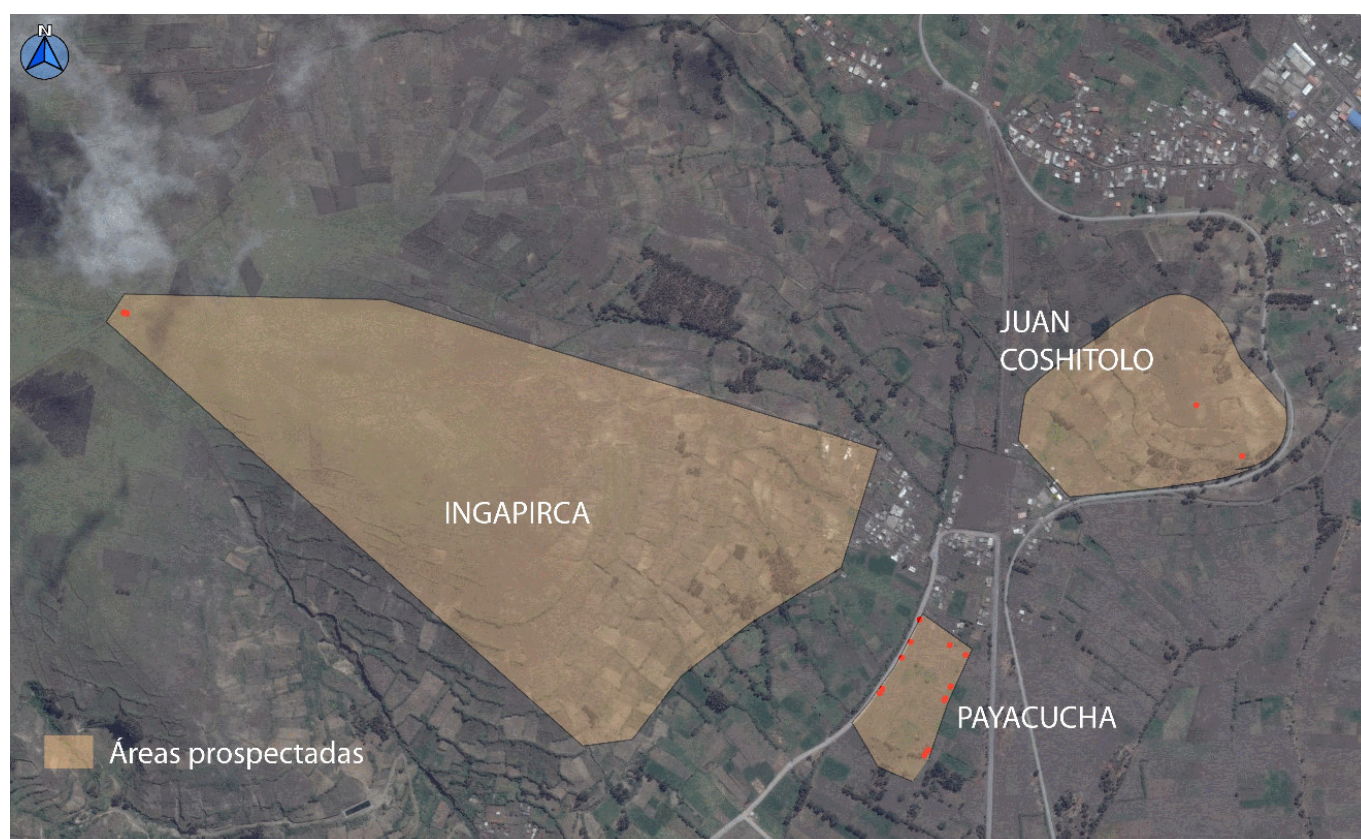 N
JUAN
COSHITOLO
INGAPIRCA
PAYACUCHA
Áreas prospectadas